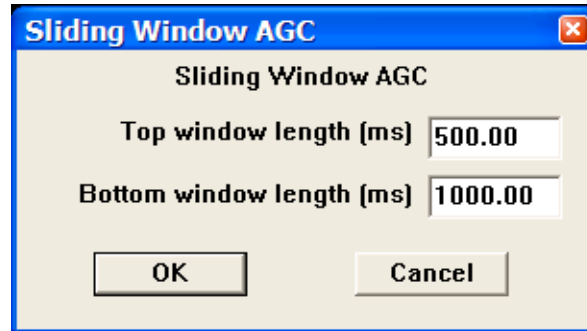 Sliding Window AGC
Sliding Window AGC
Top window length (ms) 500.00
Bottom window length (ms) 1000.00
OK Cancel